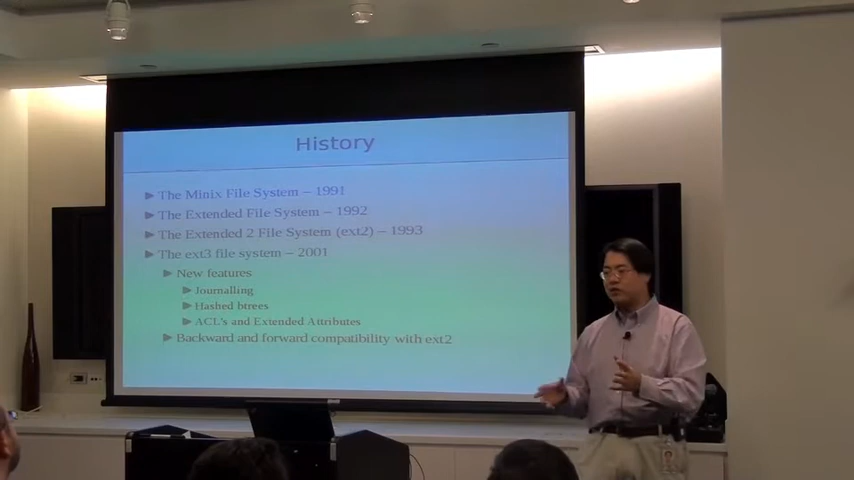 History
The Minix File System – 1991
The Extended File System – 1992
The Extended 2 File System (ext2) – 1993
The ext3 file system – 2001
New features
Journalling
Hashed btrees
ACL's and Extended Attributes
Backward and forward compatibility with ext2